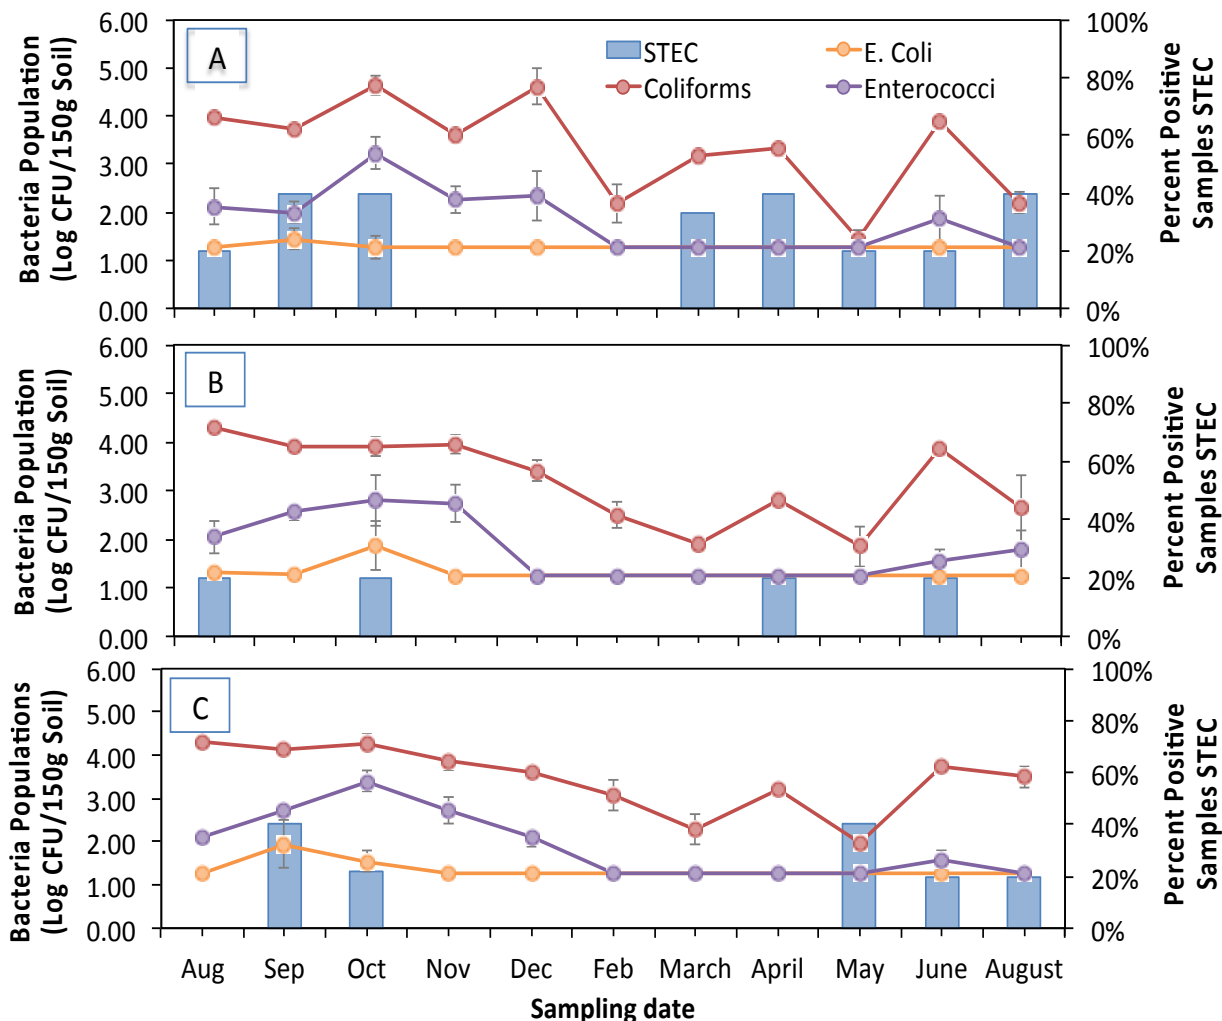 Bacteria Population
(Log CFU/150g Soil)
6.00
5.00
4.00
3.00
2.00
1.00
0.00
A
STEC
E. Coli
Coliforms
Enterococci
100%
80%
60%
40%
20%
0%
Percent Positive
Samples STEC
Bacteria Population
(Log CFU/150g Soil)
6.00
5.00
4.00
3.00
2.00
1.00
0.00
B
100%
80%
60%
40%
20%
0%
Percent Positive
Samples STEC
Bacteria Populations
(Log CFU/150g Soil)
6.00
5.00
4.00
3.00
2.00
1.00
0.00
C
100%
80%
60%
40%
20%
0%
Percent Positive
Samples STEC
Aug Sep Oct Nov Dec Feb March April May June August
Sampling date